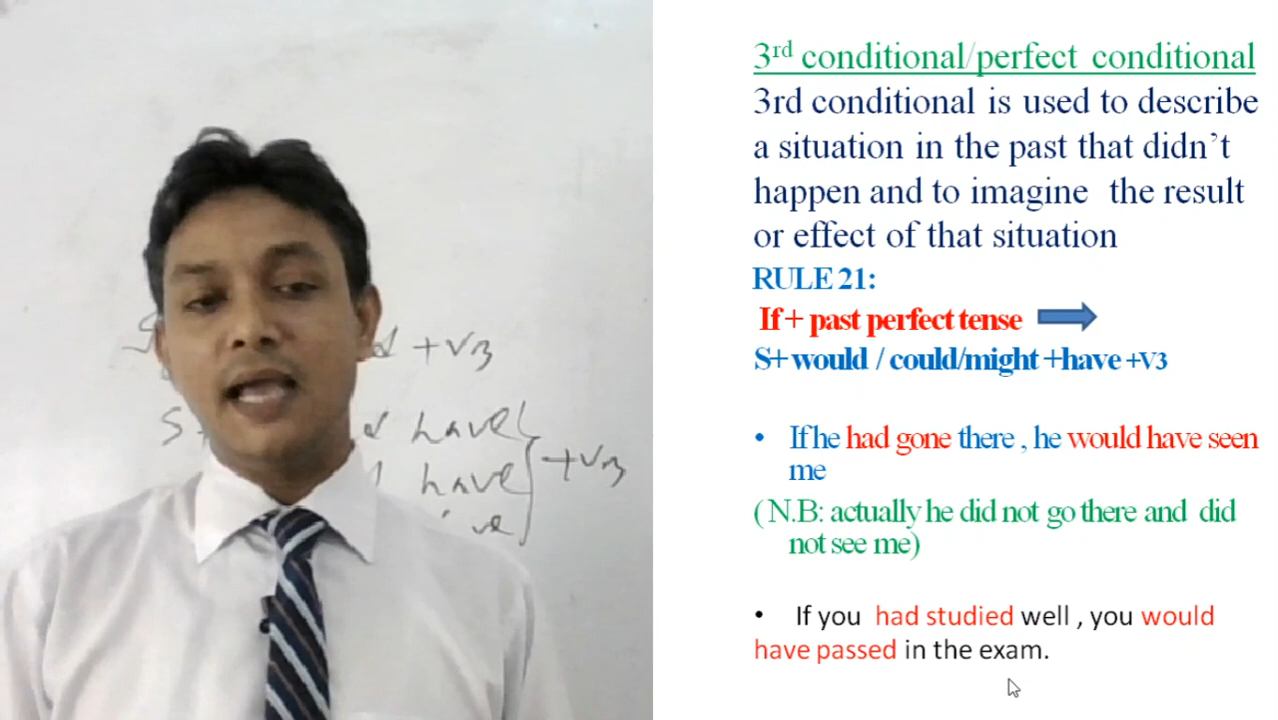 3rd conditional/perfect conditional
3rd conditional is used to describe
a situation in the past that didn't
happen and to imagine the result
or effect of that situation
RULE 21:
If + past perfect tense
S+ would / could/might +have +V3
• If he had gone there , he would have seen
me
( N.B: actually he did not go there and did
not see me)
• If you had studied well , you would
have passed in the exam.
+V3
S+ have
have +V3